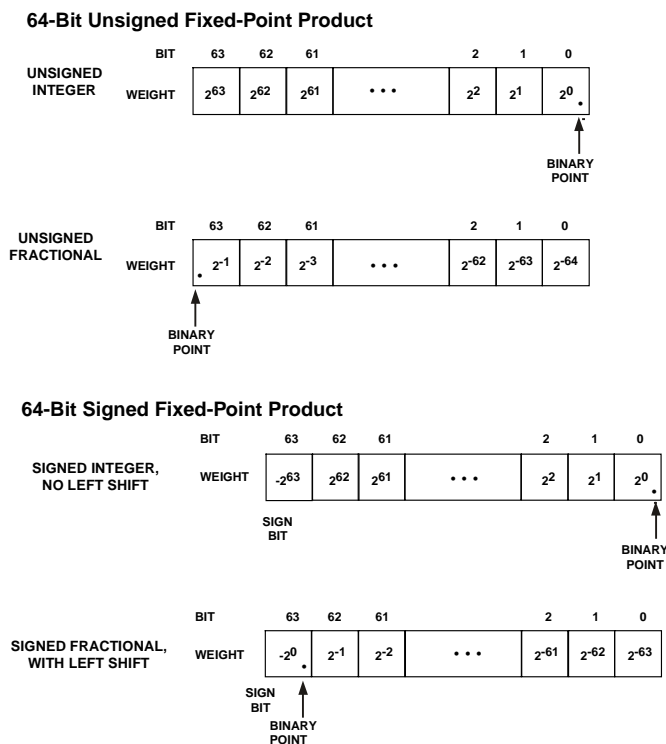 64-Bit Unsigned Fixed-Point Product
BIT 63 62 61 2 1 0
UNSIGNED
INTEGER
WEIGHT 2^63 2^62 2^61 • • • 2^2 2^1 2^0 .
BINARY
POINT
BIT 63 62 61 2 1 0
UNSIGNED
FRACTIONAL
WEIGHT . 2^-1 2^-2 2^-3 • • • 2^-62 2^-63 2^-64
BINARY
POINT
64-Bit Signed Fixed-Point Product
BIT 63 62 61 2 1 0
SIGNED INTEGER,
NO LEFT SHIFT
WEIGHT -2^63 2^62 2^61 • • • 2^2 2^1 2^0 .
SIGN
BIT
BINARY
POINT
BIT 63 62 61 2 1 0
SIGNED FRACTIONAL,
WITH LEFT SHIFT
WEIGHT -2^0 . 2^-1 2^-2 • • • 2^-61 2^-62 2^-63
SIGN
BIT
BINARY
POINT